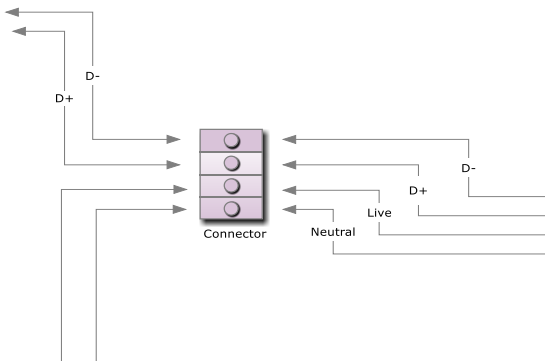 D-
D+
D-
D+
Live
Neutral
Connector